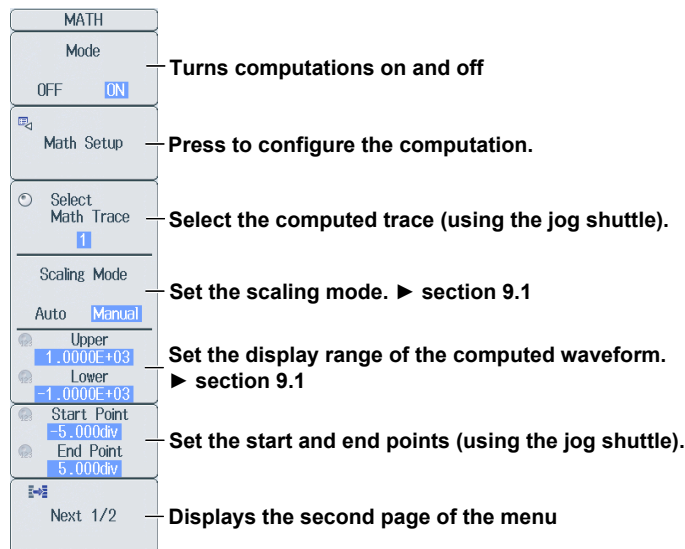 MATH
Mode
OFF ON
Turns computations on and off
Math Setup
Press to configure the computation.
Select
Math Trace
1
Select the computed trace (using the jog shuttle).
Scaling Mode
Auto Manual
Set the scaling mode. ► section 9.1
Upper
1.0000E+03
Lower
-1.0000E+03
Set the display range of the computed waveform.
► section 9.1
Start Point
-5.000div
End Point
5.000div
Set the start and end points (using the jog shuttle).
Next 1/2
Displays the second page of the menu